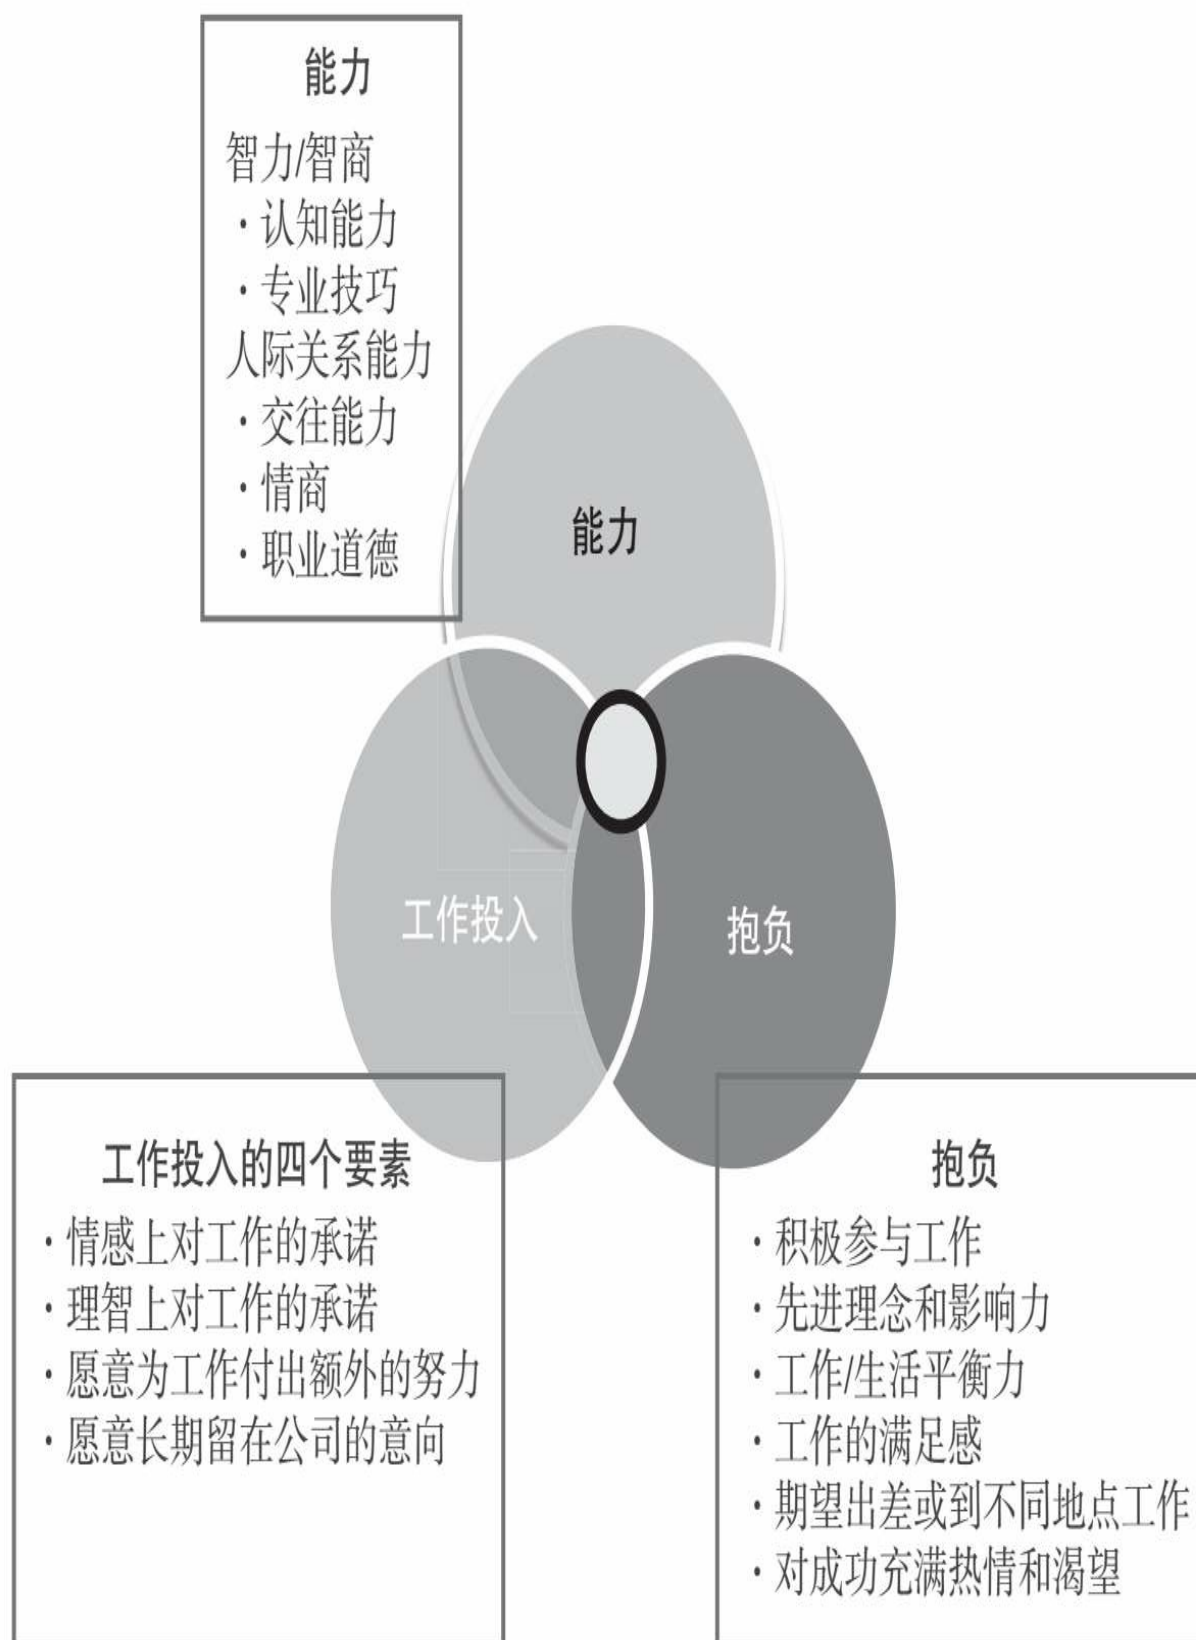 能力
智力/智商
·认知能力
·专业技巧
人际关系能力
·交往能力
·情商
·职业道德
能力
工作投入
抱负
工作投入的四个要素
·情感上对工作的承诺
·理智上对工作的承诺
·愿意为工作付出额外的努力
·愿意长期留在公司的意向
抱负
·积极参与工作
·先进理念和影响力
·工作/生活平衡力
·工作的满足感
·期望出差或到不同地点工作
·对成功充满热情和渴望